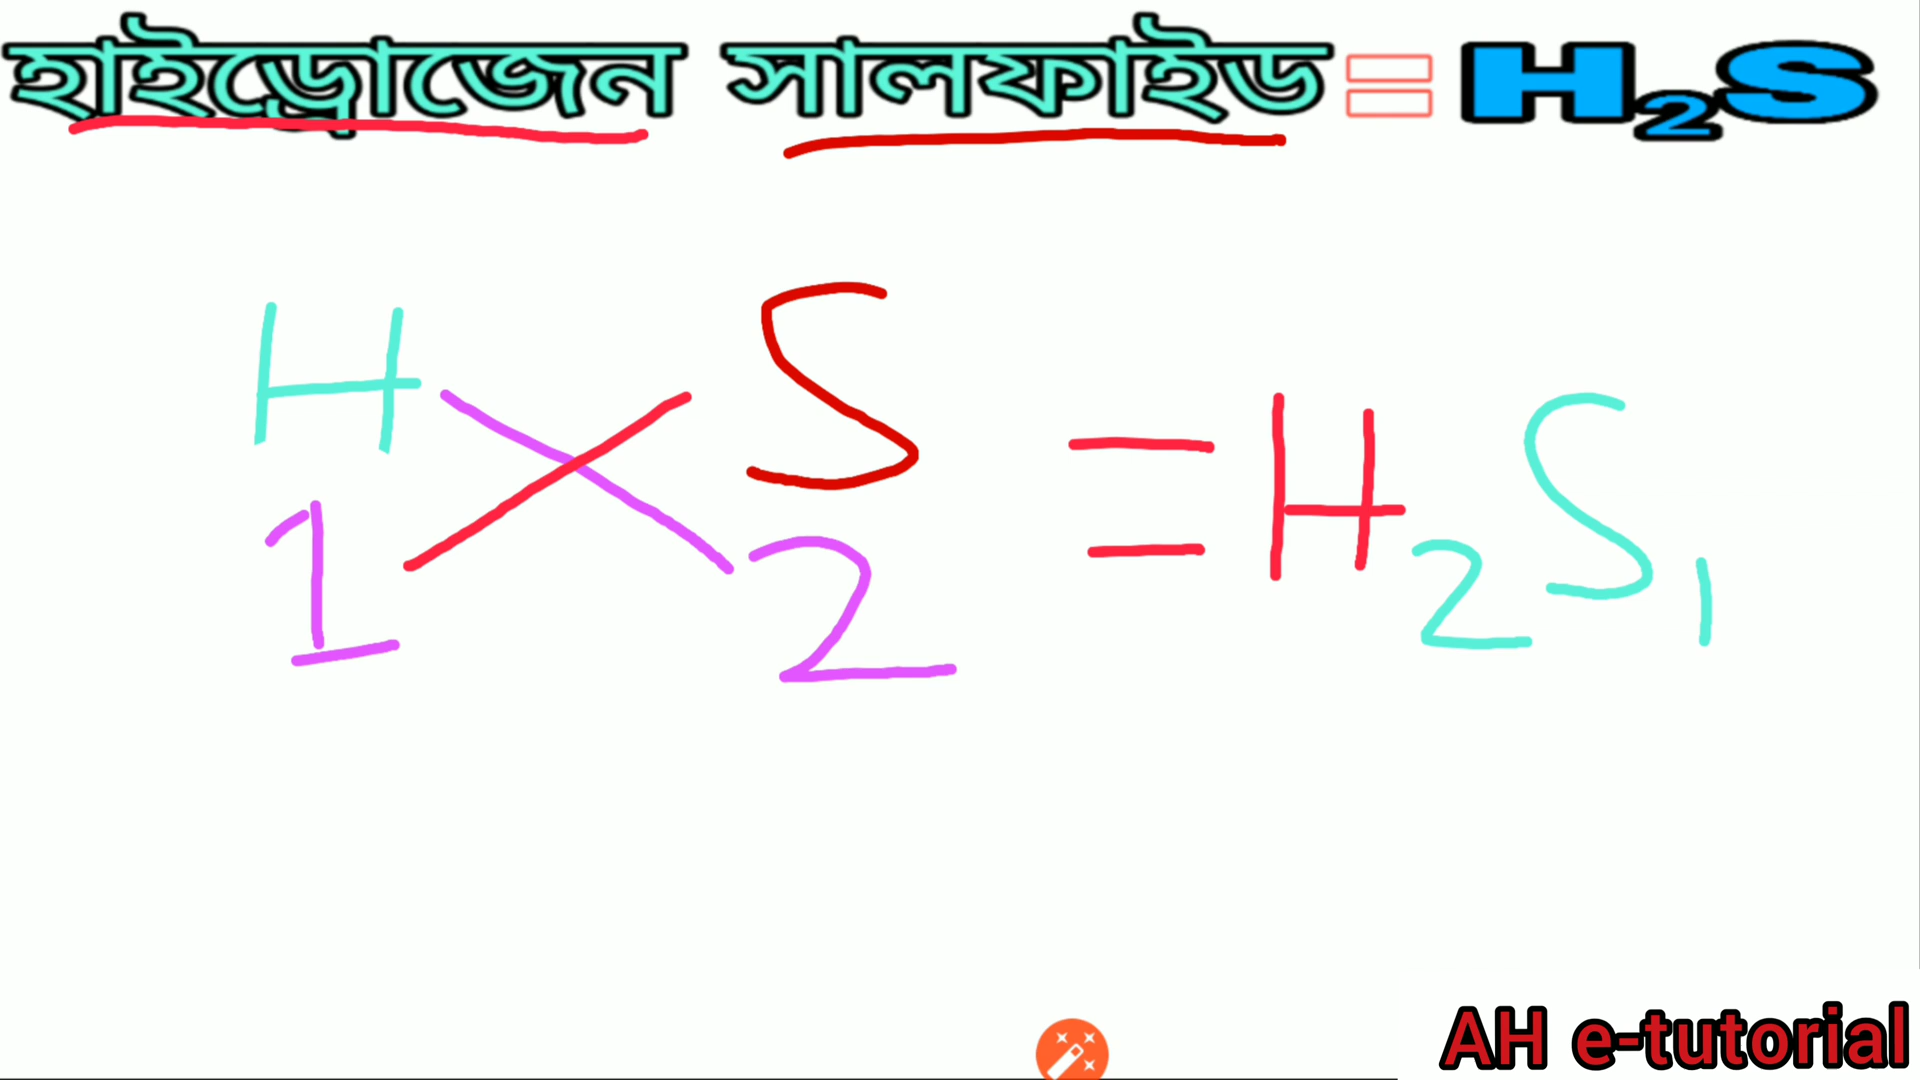 হাইড্রোজেন সালফাইড = H₂S
H S
1 2
= H₂S₁
AH e-tutorial